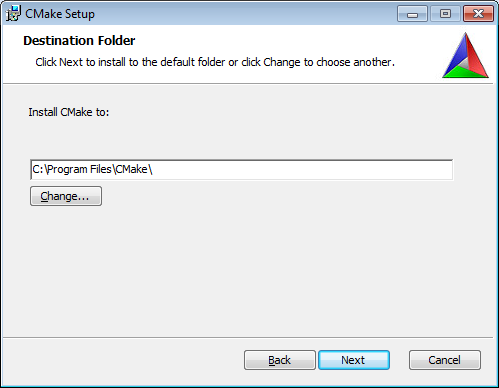 CMake Setup
Destination Folder
Click Next to install to the default folder or click Change to choose another.
Install CMake to:
C:\Program Files\CMake\
Change...
Back Next Cancel